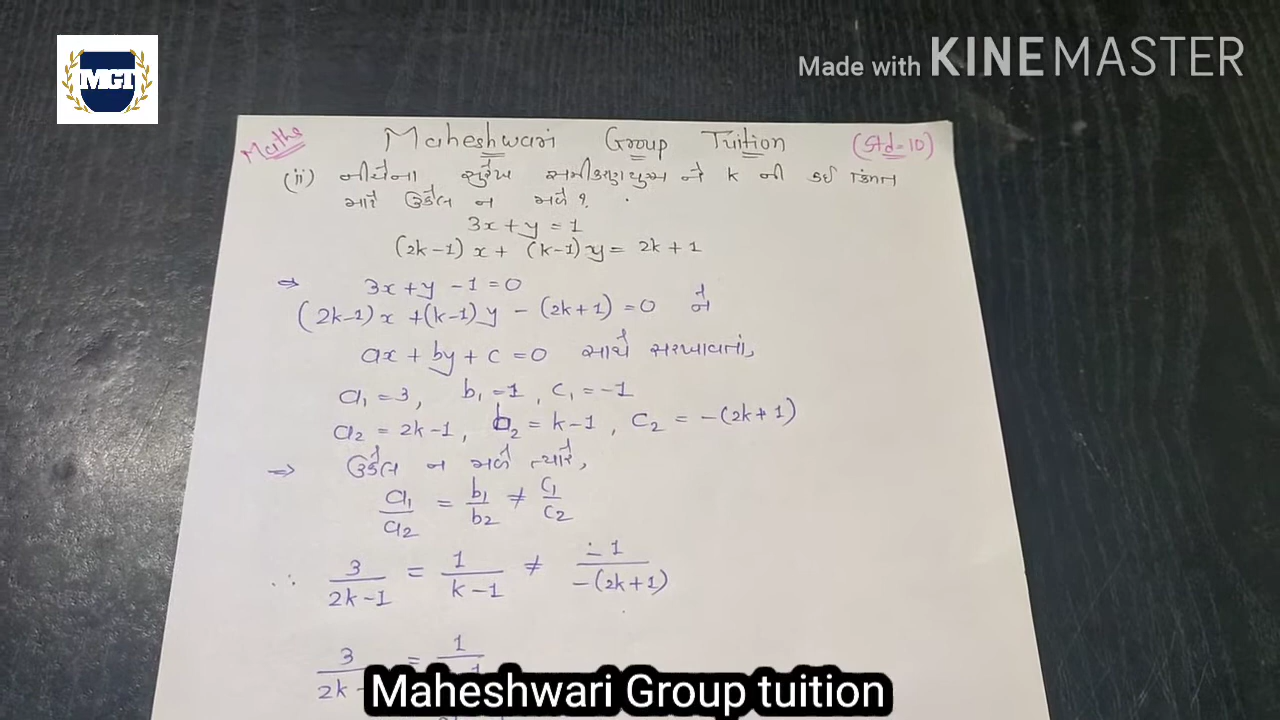 MGT
Made with KINEMASTER
Maths
Maheshwari Group Tuition
(Std=10)
(ii) નીચેના સુરેખ સમીકરણયુગ્મ ને k ની કઈ કિંમત
માટે ઉકેલ ન મળે ?
3x + y = 1
(2k-1) x + (k-1) y = 2k + 1
⇒ 3x + y - 1 = 0
(2k-1) x + (k-1) y - (2k+1) = 0 ને
ax + by + c = 0 સાથે સરખાવતાં,
a₁ = 3, b₁ = 1, c₁ = -1
a₂ = 2k-1, b₂ = k-1, c₂ = -(2k+1)
⇒ ઉકેલ ન મળે ત્યારે,
a₁/a₂ = b₁/b₂ ≠ c₁/c₂
∴ 3/(2k-1) = 1/(k-1) ≠ -1/-(2k+1)
3/2k = 1
Maheshwari Group tuition